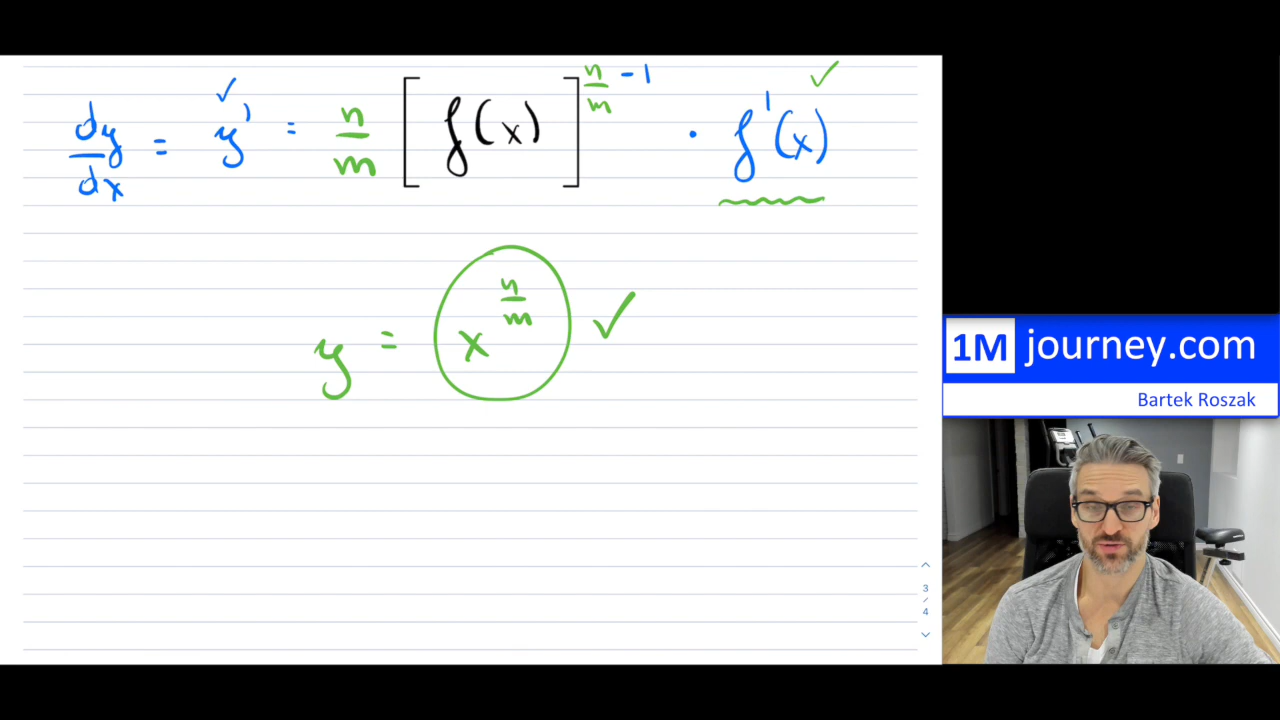 dy/dx = y' = n/m [ f(x) ]^(n/m - 1) · f'(x)
y = x^(n/m)
1M journey.com
Bartek Roszak
3
/
4